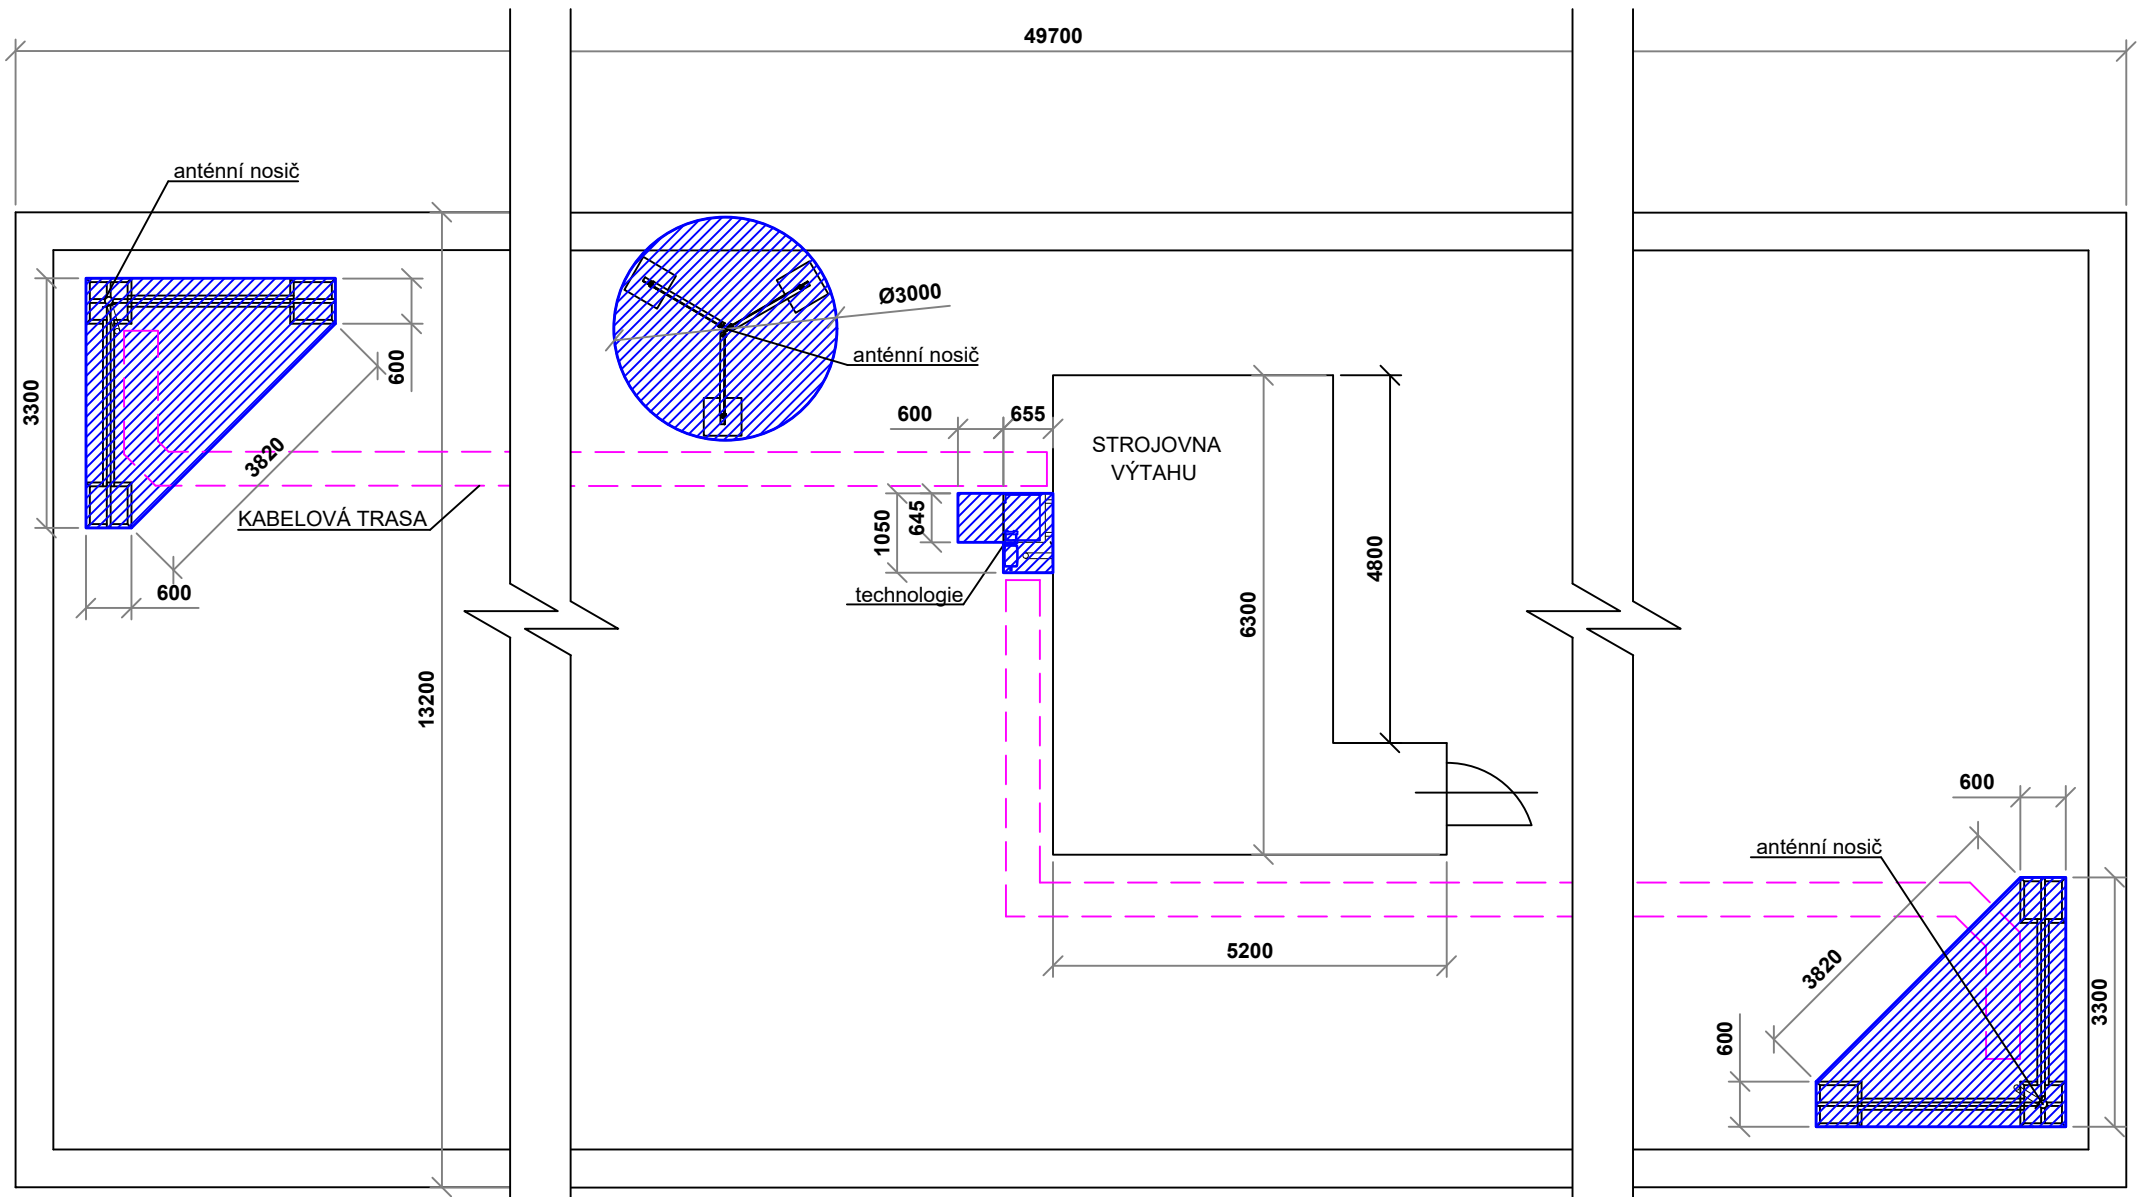 49700
anténní nosič
Ø3000
anténní nosič
600
3300
3820
600
655
STROJOVNA
VÝTAHU
KABELOVÁ TRASA
1050
645
4800
technologie
600
6300
13200
600
anténní nosič
5200
3820
3300
600